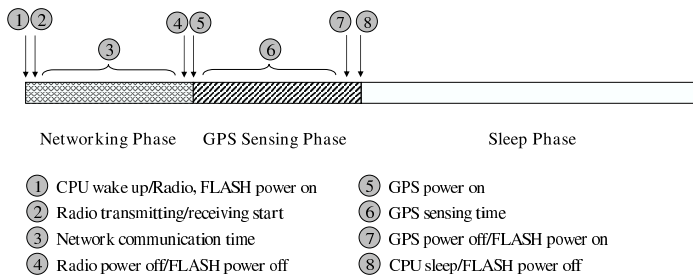 1 2 4 5 7 8
3 6
Networking Phase GPS Sensing Phase Sleep Phase
1 CPU wake up/Radio, FLASH power on
2 Radio transmitting/receiving start
3 Network communication time
4 Radio power off/FLASH power off
5 GPS power on
6 GPS sensing time
7 GPS power off/FLASH power on
8 CPU sleep/FLASH power off